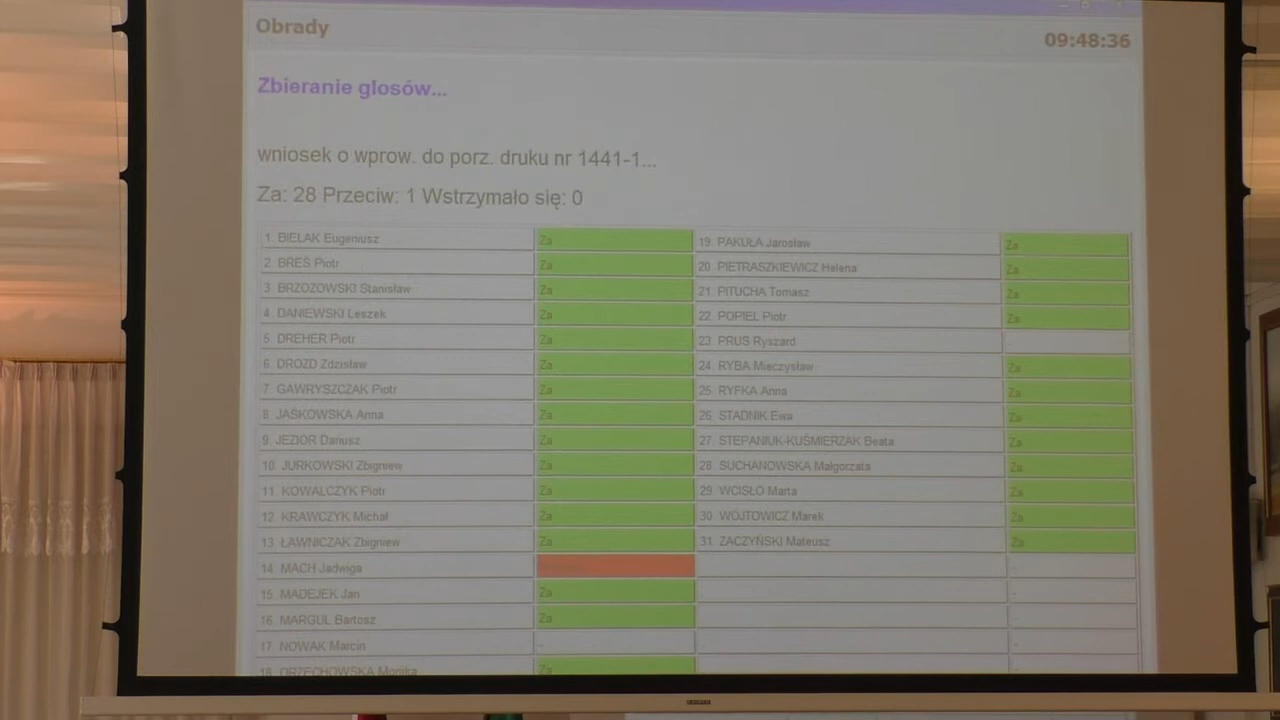 Obrady
09:48:36
Zbieranie glosów...
wniosek o wprow. do porz. druku nr 1441-1...
Za: 28 Przeciw: 1 Wstrzymało się: 0
1. BIELAK Eugeniusz Za
2. BREŚ Piotr Za
3. BRZOZOWSKI Stanisław Za
4. DANIEWSKI Leszek Za
5. DREHER Piotr Za
6. DROZD Zdzisław Za
7. GAWRYSZCZAK Piotr Za
8. JAŚKOWSKA Anna Za
9. JEZIOR Dariusz Za
10. JURKOWSKI Zbigniew Za
11. KOWALCZYK Piotr Za
12. KRAWCZYK Michał Za
13. ŁAWNICZAK Zbigniew Za
14. MACH Jadwiga
15. MADEJEK Jan Za
16. MARGUL Bartosz Za
17. NOWAK Marcin -
18. ORZECHOWSKA Monika Za
19. PAKUŁA Jarosław Za
20. PIETRASZKIEWICZ Helena Za
21. PITUCHA Tomasz Za
22. POPIEL Piotr Za
23. PRUS Ryszard
24. RYBA Mieczysław Za
25. RYFKA Anna Za
26. STADNIK Ewa Za
27. STEPANIUK-KUŚMIERZAK Beata Za
28. SUCHANOWSKA Małgorzata Za
29. WCISŁO Marta Za
30. WÓJTOWICZ Marek Za
31. ZACZYŃSKI Mateusz Za